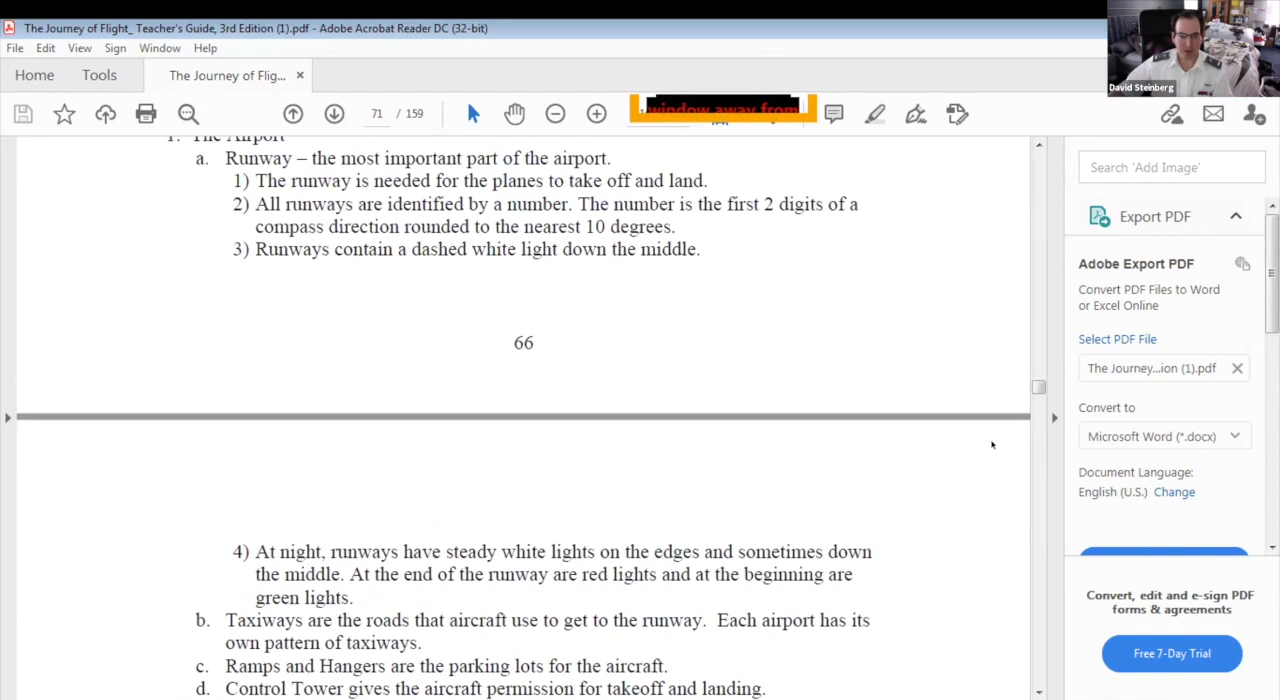 The Journey of Flight_ Teacher's Guide, 3rd Edition (1).pdf - Adobe Acrobat Reader DC (32-bit)
File Edit View Sign Window Help
Home Tools The Journey of Flig... ×
71 / 159
window away from
David Steinberg
1. The Airport
a. Runway – the most important part of the airport.
1) The runway is needed for the planes to take off and land.
2) All runways are identified by a number. The number is the first 2 digits of a
compass direction rounded to the nearest 10 degrees.
3) Runways contain a dashed white light down the middle.
66
4) At night, runways have steady white lights on the edges and sometimes down
the middle. At the end of the runway are red lights and at the beginning are
green lights.
b. Taxiways are the roads that aircraft use to get to the runway. Each airport has its
own pattern of taxiways.
c. Ramps and Hangers are the parking lots for the aircraft.
d. Control Tower gives the aircraft permission for takeoff and landing.
Search 'Add Image'
Export PDF
Adobe Export PDF
Convert PDF Files to Word
or Excel Online
Select PDF File
The Journey...ion (1).pdf
Convert to
Microsoft Word (*.docx)
Document Language:
English (U.S.) Change
Convert, edit and e-sign PDF
forms & agreements
Free 7-Day Trial